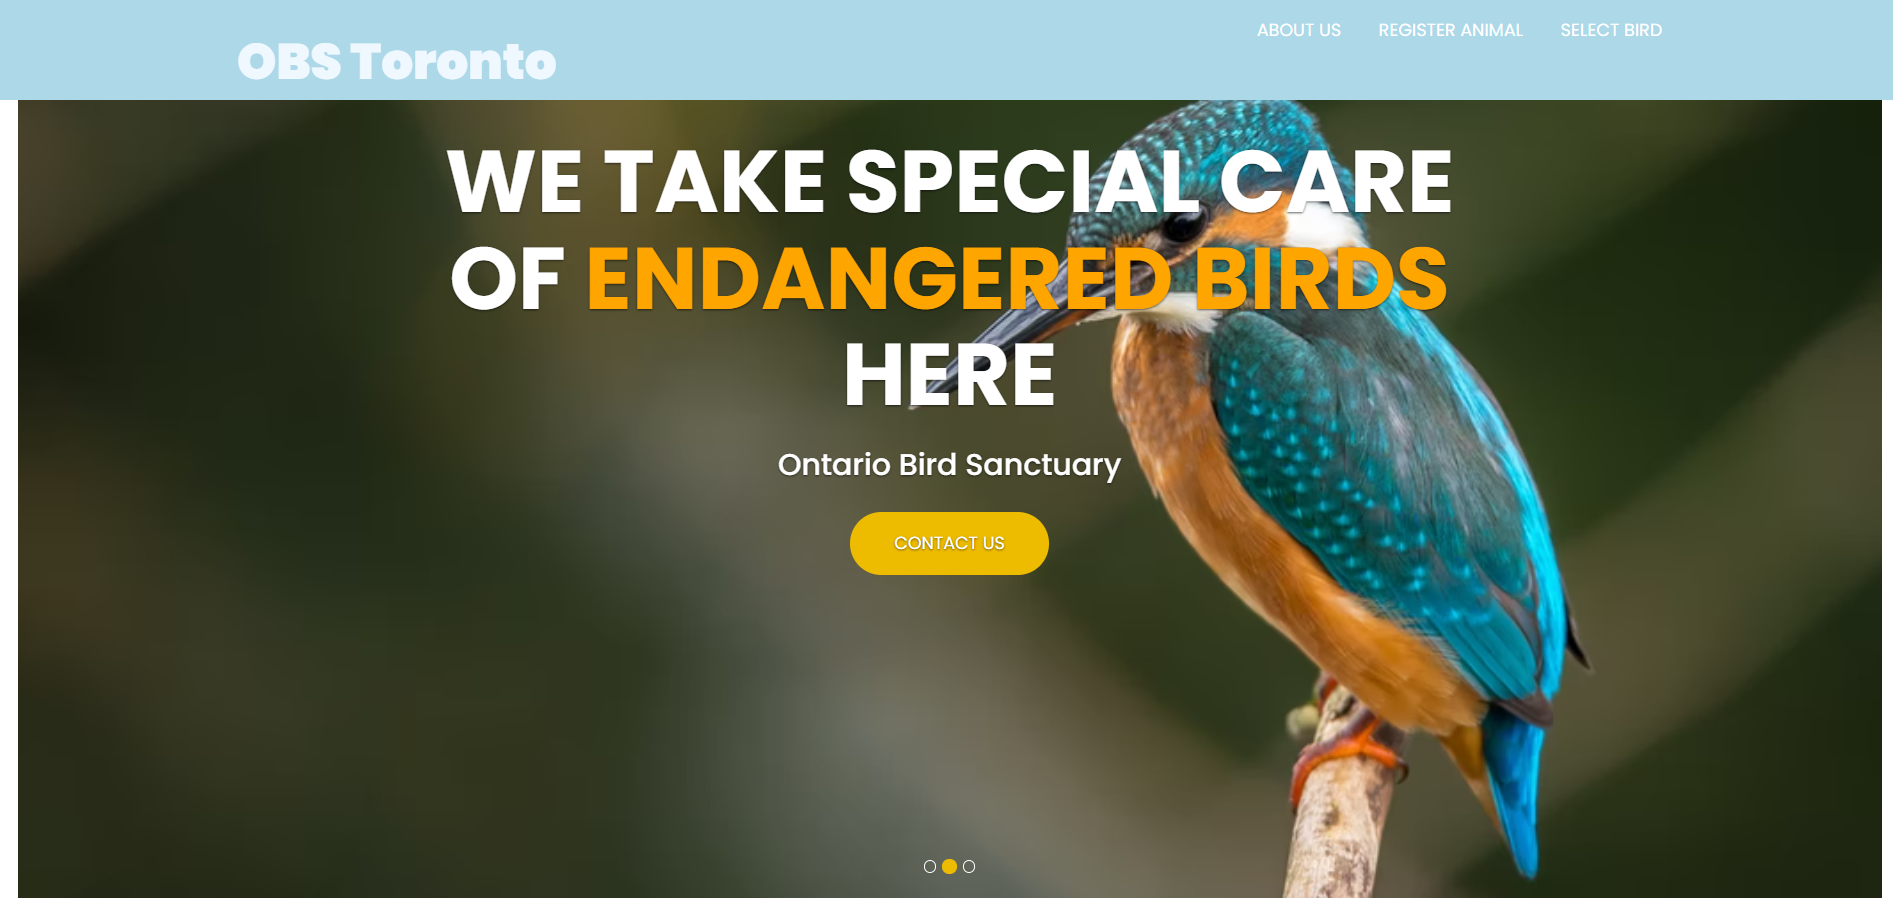 OBS Toronto
ABOUT US REGISTER ANIMAL SELECT BIRD
WE TAKE SPECIAL CARE
OF ENDANGERED BIRDS
HERE
Ontario Bird Sanctuary
CONTACT US